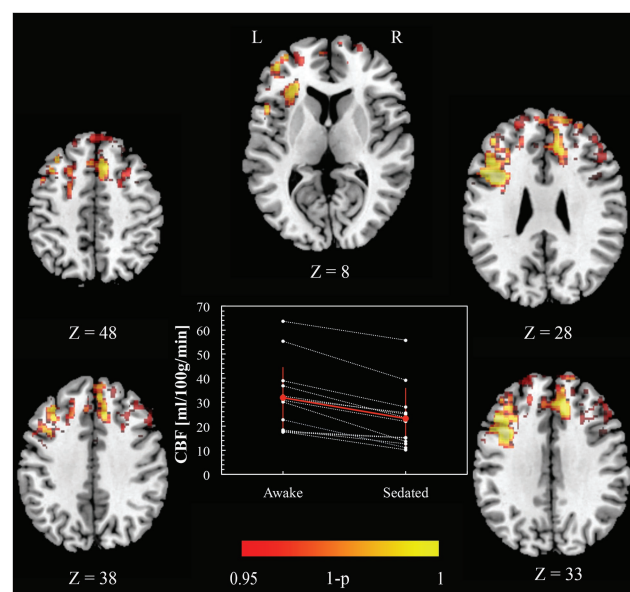 L R
Z = 8
Z = 48
Z = 28
CBF [ml/100g/min]
70
60
50
40
30
20
10
0
Awake Sedated
Z = 38
Z = 33
0.95 1-p 1